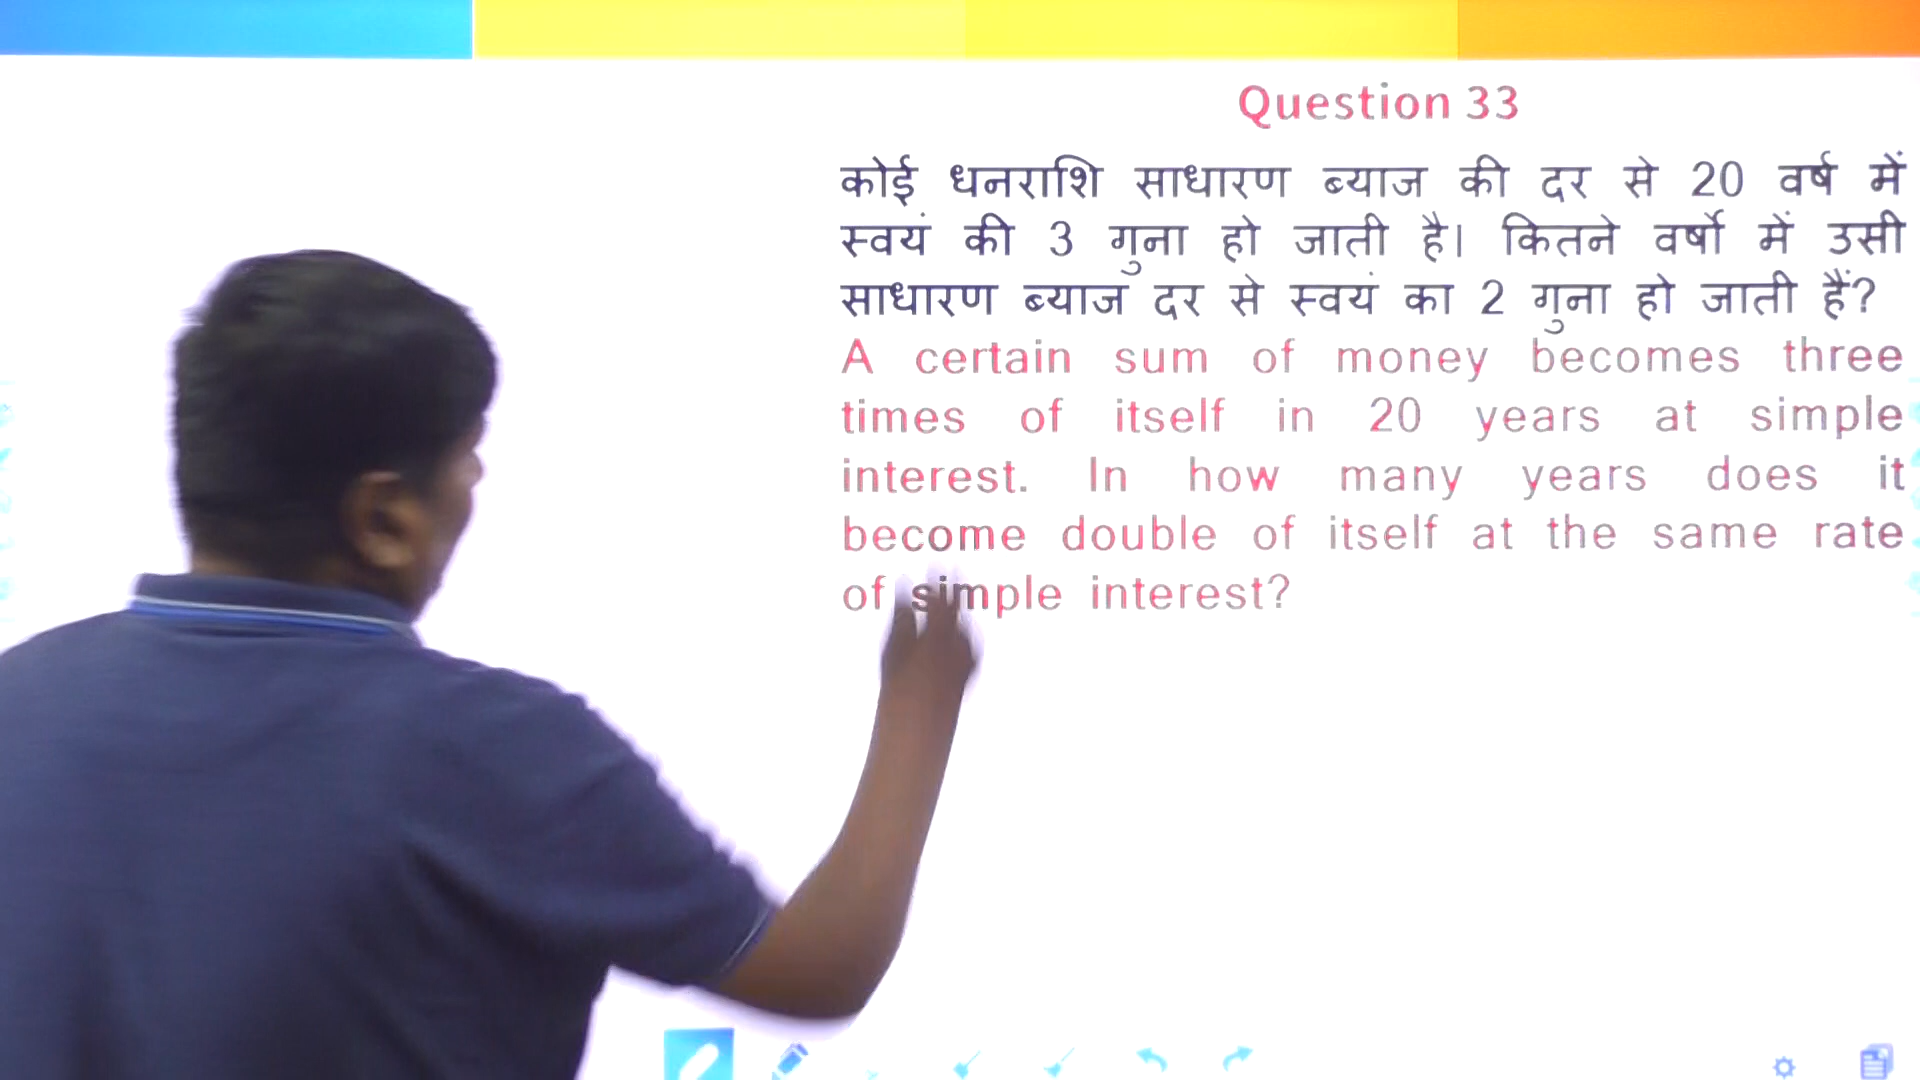 Question 33
कोई धनराशि साधारण ब्याज की दर से 20 वर्ष में
स्वयं की 3 गुना हो जाती है। कितने वर्षो में उसी
साधारण ब्याज दर से स्वयं का 2 गुना हो जाती हैं?
A certain sum of money becomes three
times of itself in 20 years at simple
interest. In how many years does it
become double of itself at the same rate
of simple interest?